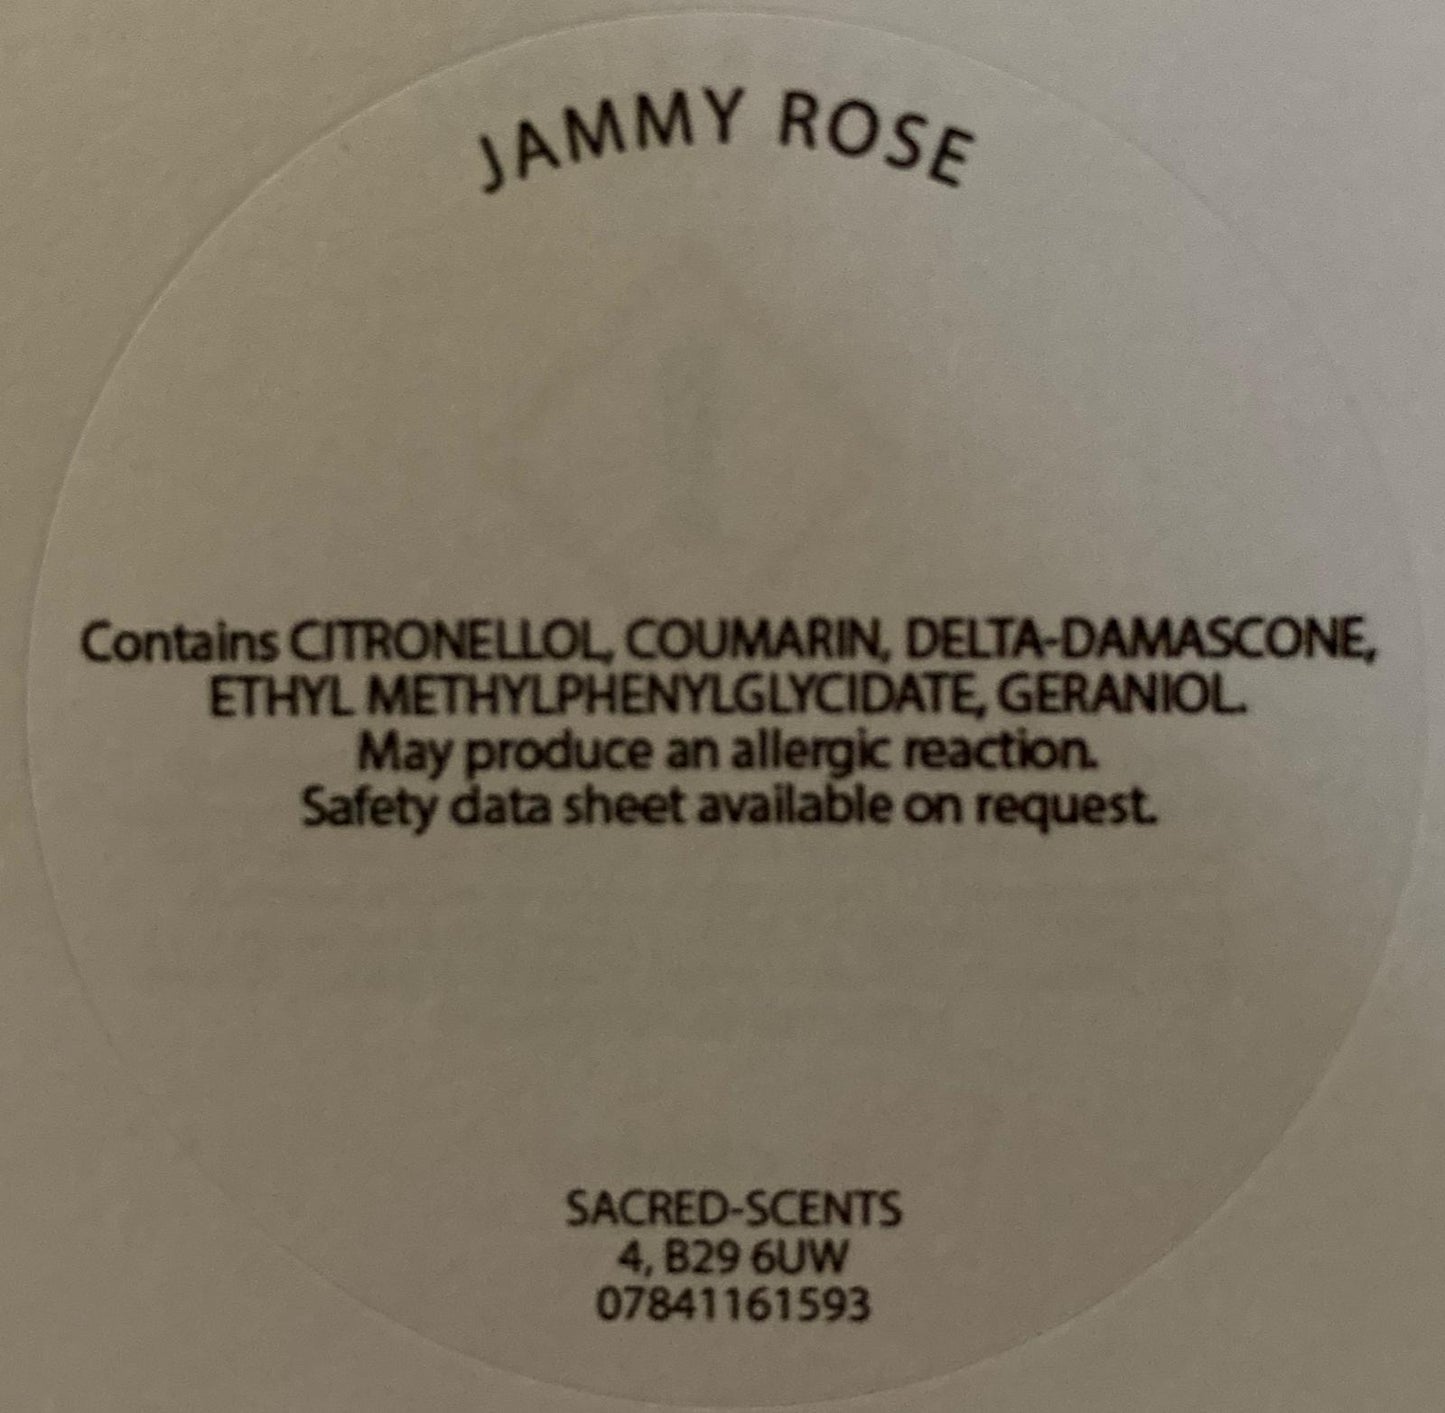 JAMMY ROSE
Contains CITRONELLOL, COUMARIN, DELTA-DAMASCONE,
ETHYL METHYLPHENYLGLYCIDATE, GERANIOL.
May produce an allergic reaction.
Safety data sheet available on request.
SACRED-SCENTS
4, B29 6UW
07841161593